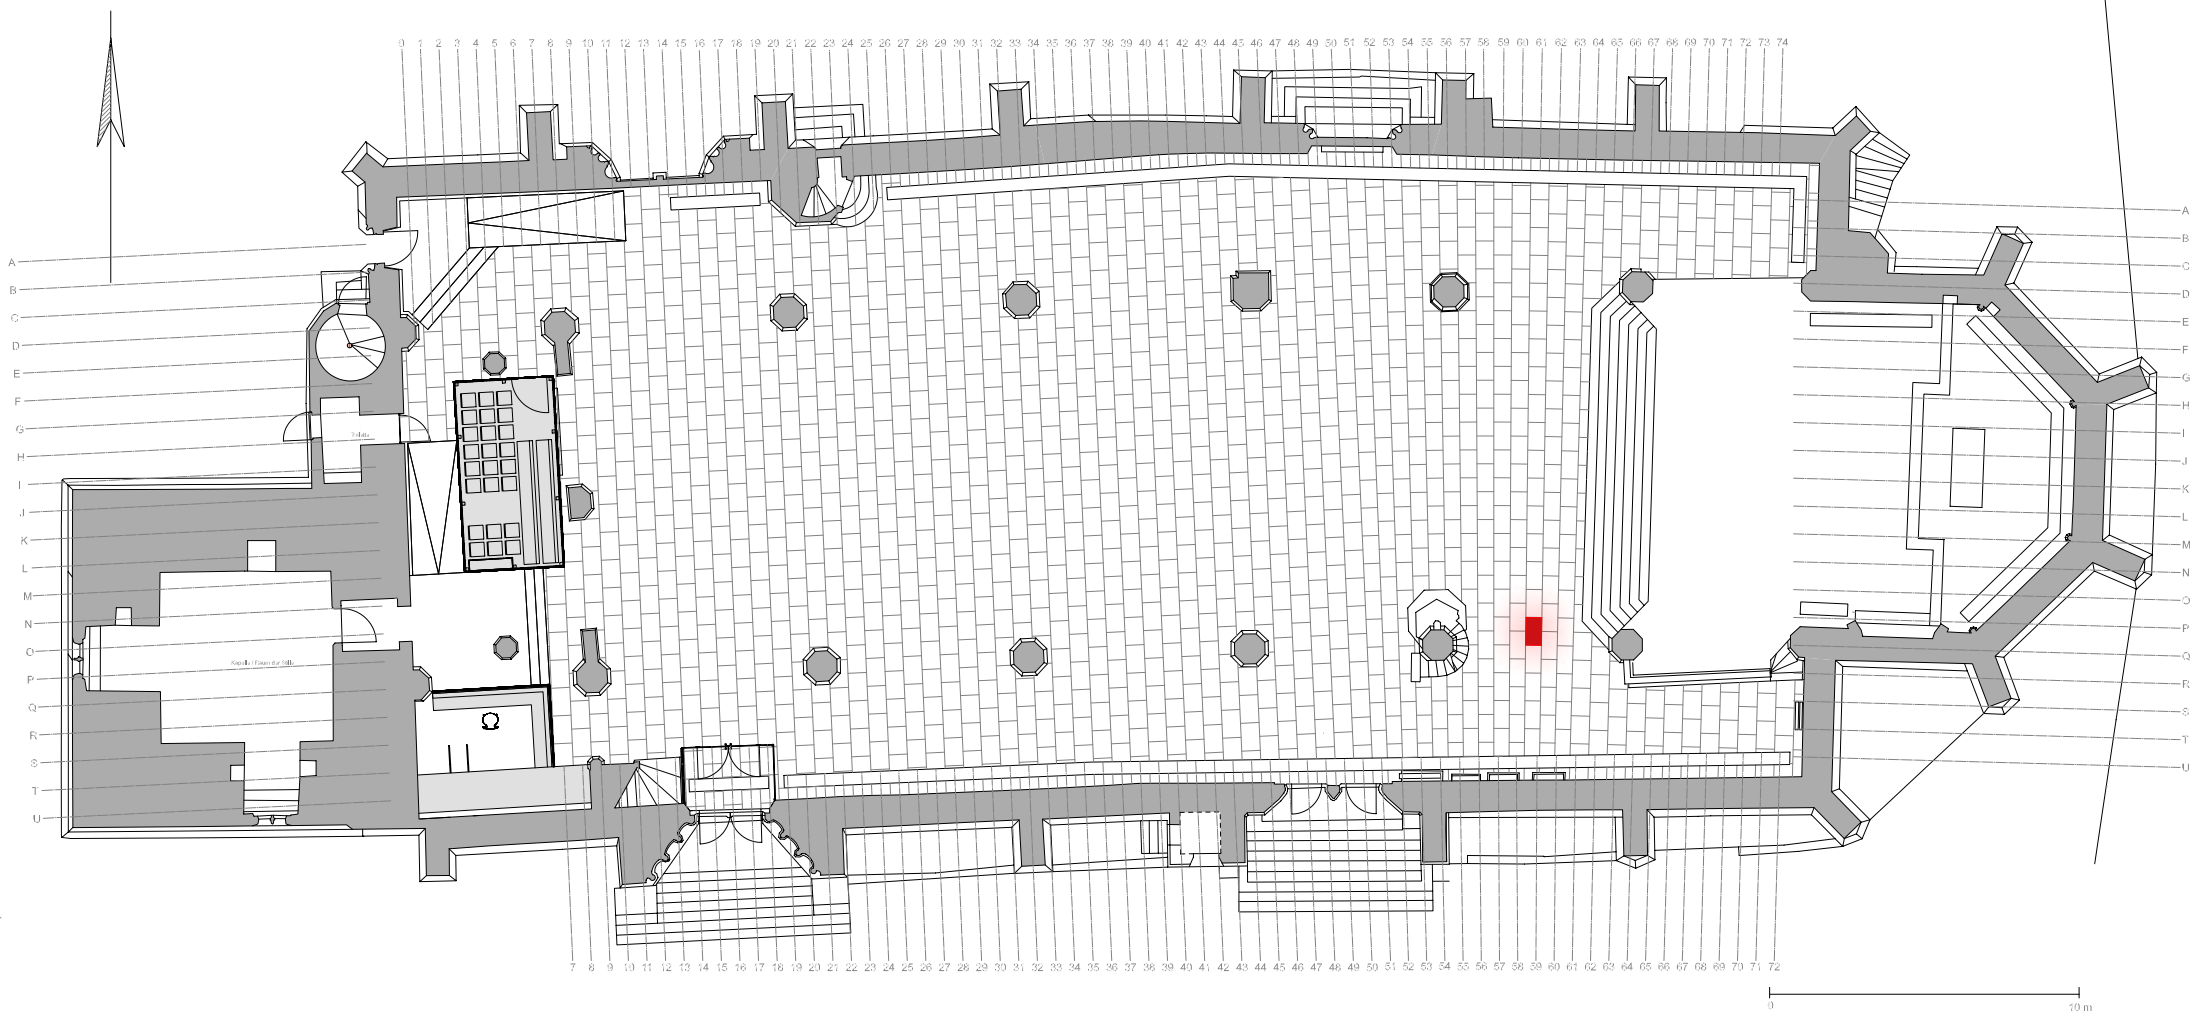 0 1 2 3 4 5 6 7 8 9 10 11 12 13 14 15 16 17 18 19 20 21 22 23 24 25 26 27 28 29 30 31 32 33 34 35 36 37 38 39 40 41 42 43 44 45 46 47 48 49 50 51 52 53 54 55 56 57 58 59 60 61 62 63 64 65 66 67 68 69 70 71 72 73 74
A
B
C
D
E
F
G
H
I
J
K
L
M
N
O
P
Q
R
S
T
U
Kapelle / Raum der Stille
A
B
C
D
E
F
G
H
I
J
K
L
M
N
O
P
Q
R
S
T
U
7 8 9 10 11 12 13 14 15 16 17 18 19 20 21 22 23 24 25 26 27 28 29 30 31 32 33 34 35 36 37 38 39 40 41 42 43 44 45 46 47 48 49 50 51 52 53 54 55 56 57 58 59 60 61 62 63 64 65 66 67 68 69 70 71 72
0 10 m